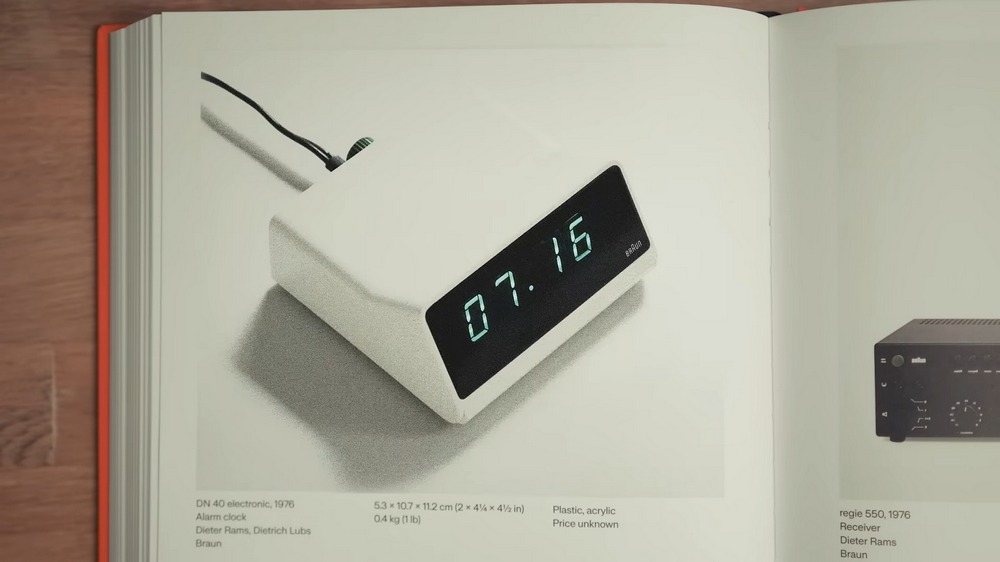 07.16
BRAUN
DN 40 electronic, 1976
Alarm clock
Dieter Rams, Dietrich Lubs
Braun
5.3 × 10.7 × 11.2 cm (2 × 4¼ × 4½ in)
0.4 kg (1 lb)
Plastic, acrylic
Price unknown
BRAUN
regie 550, 1976
Receiver
Dieter Rams
Braun